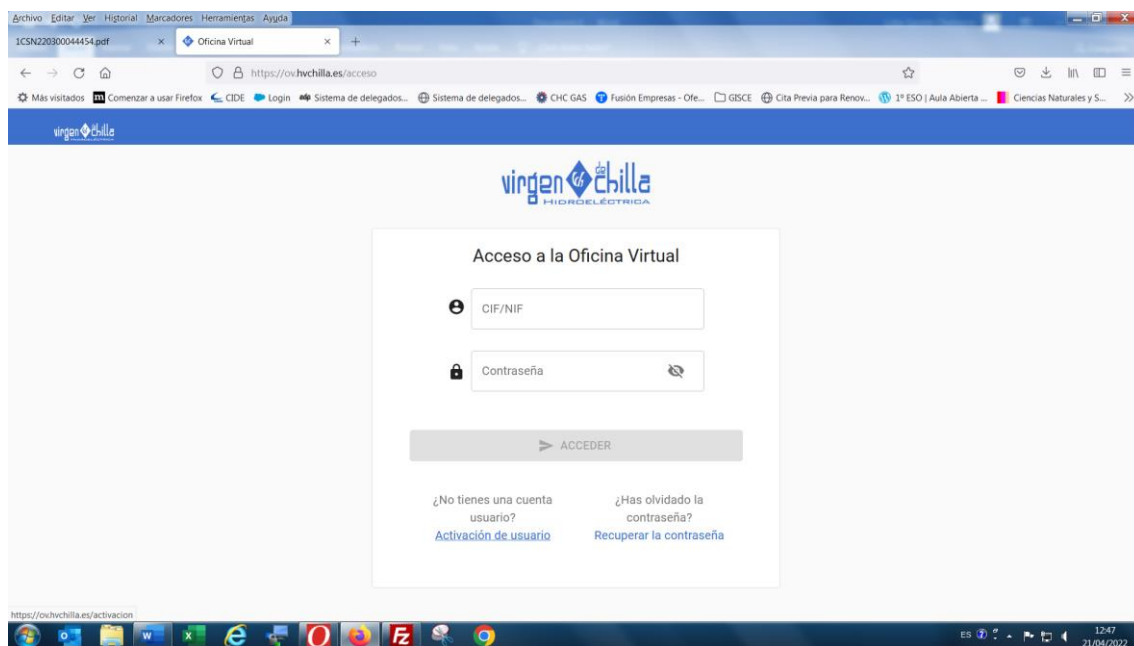 Archivo Editar Ver Historial Marcadores Herramientas Ayuda
1CSN220300044454.pdf Oficina Virtual
https://ov.hvchilla.es/acceso
Más visitados Comenzar a usar Firefox CIDE Login Sistema de delegados... Sistema de delegados... CHC GAS Fusión Empresas - Ofe... GISCE Cita Previa para Renov... 1º ESO | Aula Abierta ... Ciencias Naturales y S...
virgen de Chilla
virgen de Chilla
HIDROELÉCTRICA
Acceso a la Oficina Virtual
CIF/NIF
Contraseña
ACCEDER
¿No tienes una cuenta
usuario?
Activación de usuario
¿Has olvidado la
contraseña?
Recuperar la contraseña
https://ov.hvchilla.es/activacion
ES
12:47
21/04/2022